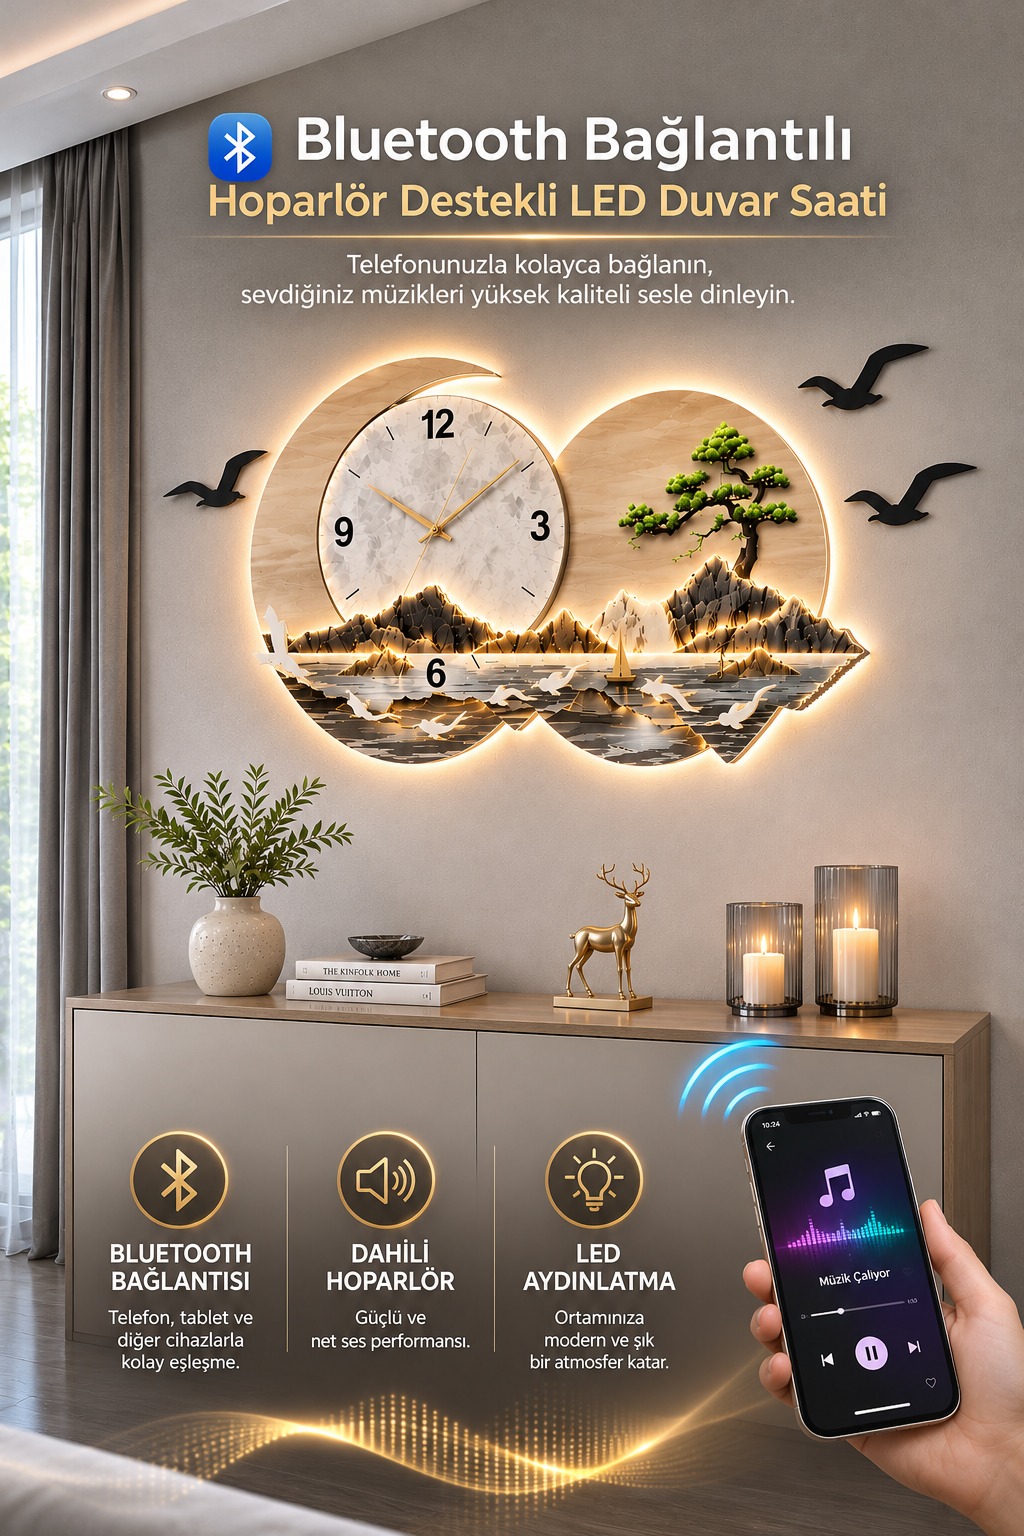 Bluetooth Bağlantılı
Hoparlör Destekli LED Duvar Saati
Telefonunuzla kolayca bağlanın,
sevdiğiniz müzikleri yüksek kaliteli sesle dinleyin.
12
9
3
6
THE KINFOLK HOME
LOUIS VUITTON
BLUETOOTH
BAĞLANTISI
Telefon, tablet ve
diğer cihazlarla
kolay eşleşme.
DAHİLİ
HOPARLÖR
Güçlü ve
net ses performansı.
LED
AYDINLATMA
Ortamınıza
modern ve şık
bir atmosfer katar.
10:24
Müzik Çalıyor